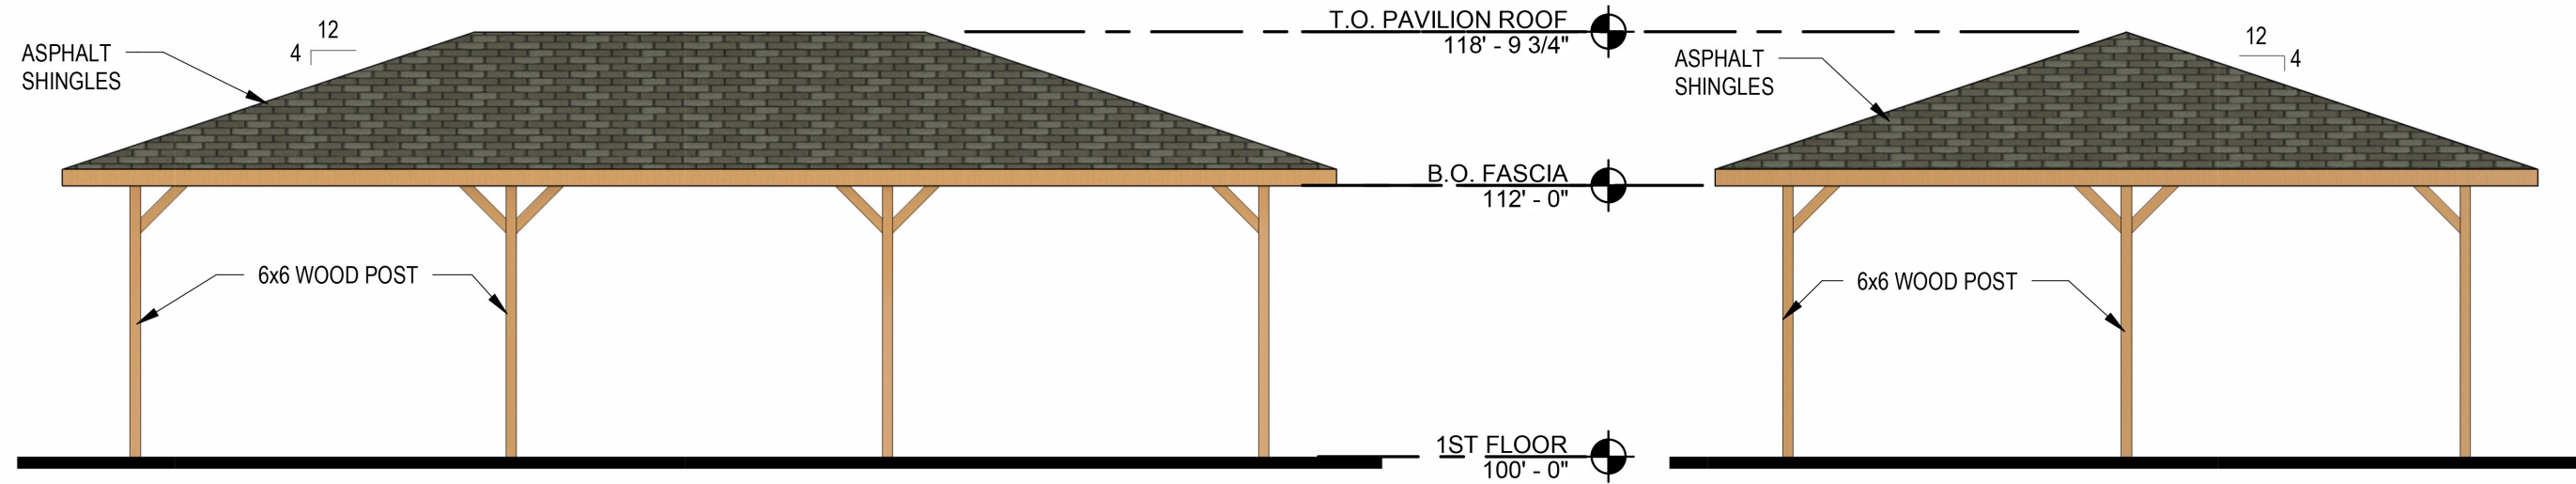 12
4
ASPHALT
SHINGLES
6x6 WOOD POST
T.O. PAVILION ROOF
118' - 9 3/4"
B.O. FASCIA
112' - 0"
1ST FLOOR
100' - 0"
12
4
ASPHALT
SHINGLES
6x6 WOOD POST